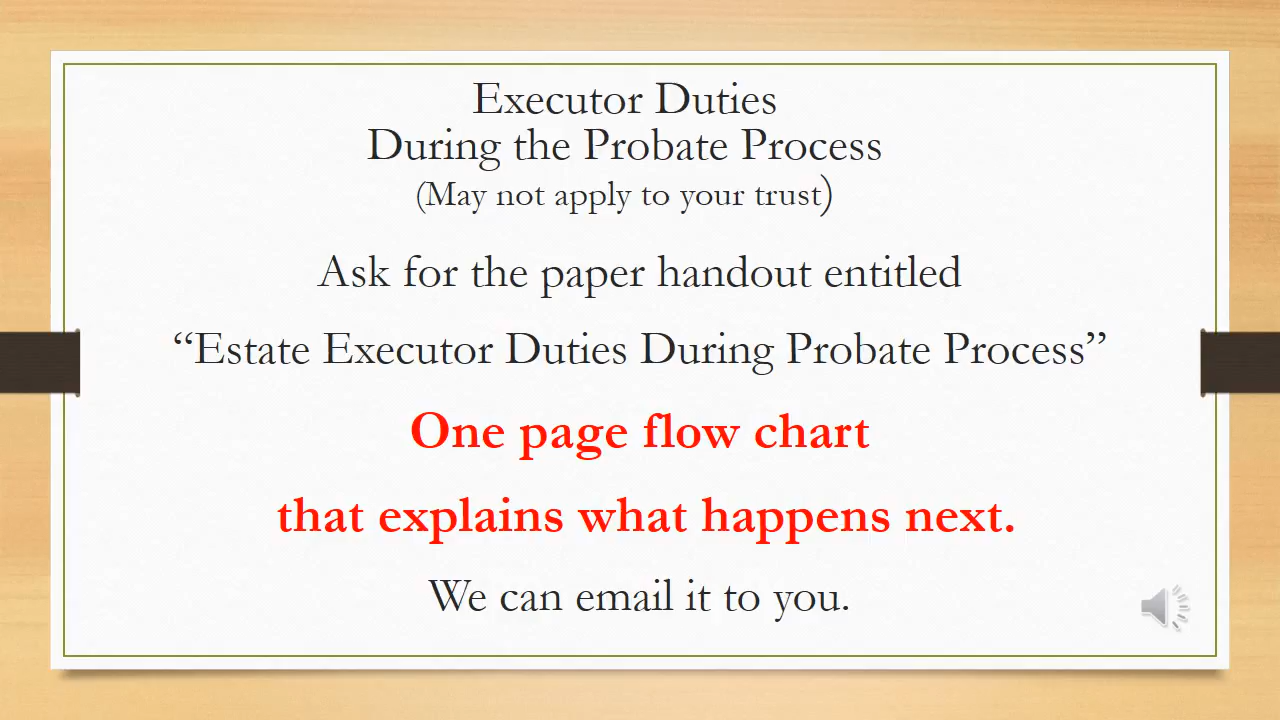 Executor Duties
During the Probate Process
(May not apply to your trust)
Ask for the paper handout entitled
“Estate Executor Duties During Probate Process”
One page flow chart
that explains what happens next.
We can email it to you.